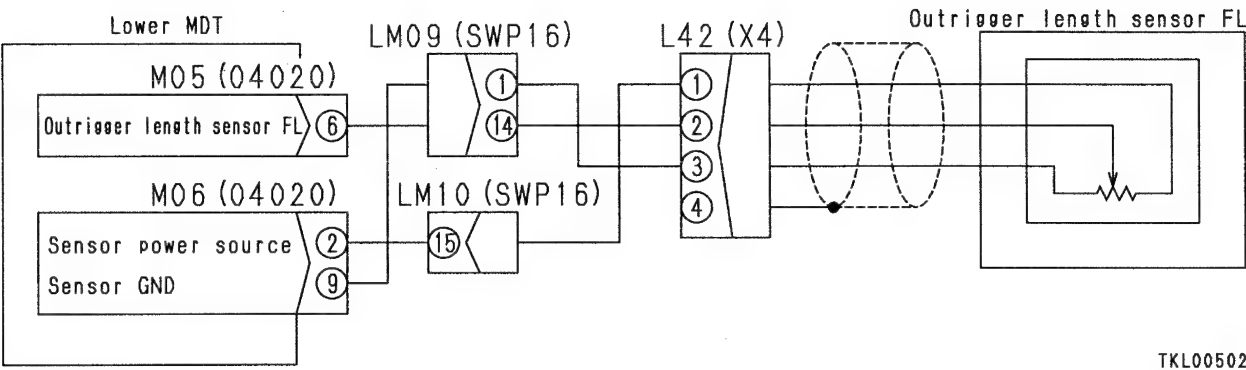 Lower MDT
Outrigger length sensor FL
LM09 (SWP16)
L42 (X4)
M05 (04020)
1
1
Outrigger length sensor FL
6
14
2
3
M06 (04020)
LM10 (SWP16)
4
Sensor power source
2
15
Sensor GND
9
TKL00502